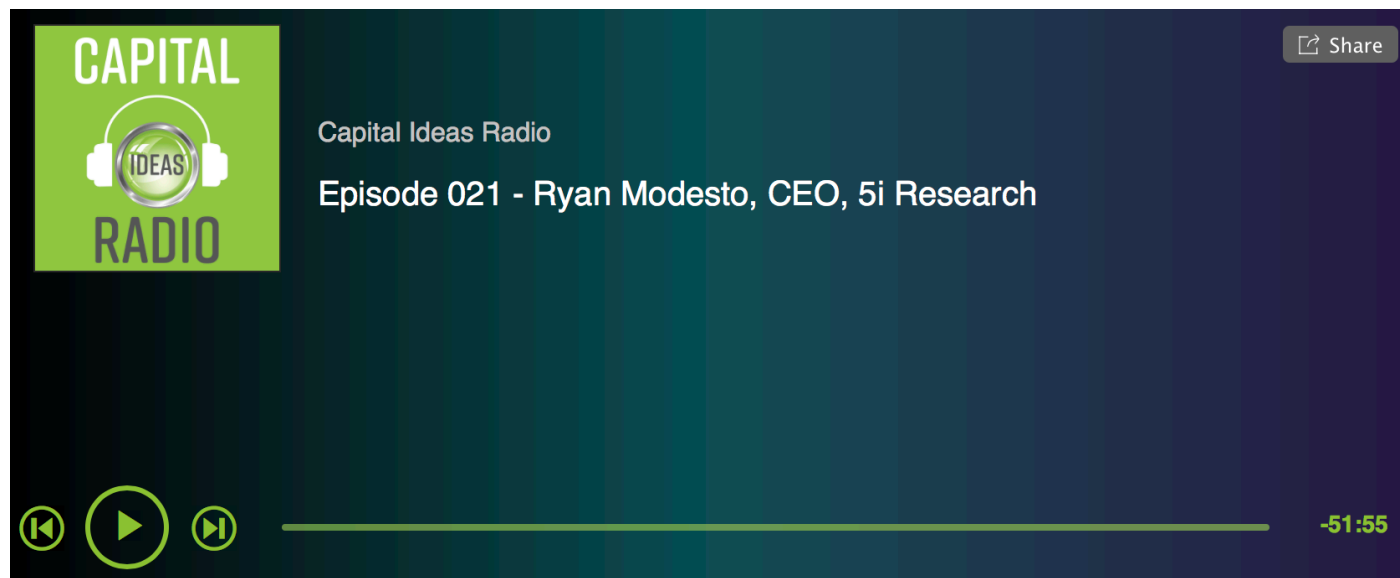 CAPITAL
IDEAS
RADIO
Share
Capital Ideas Radio
Episode 021 - Ryan Modesto, CEO, 5i Research
-51:55